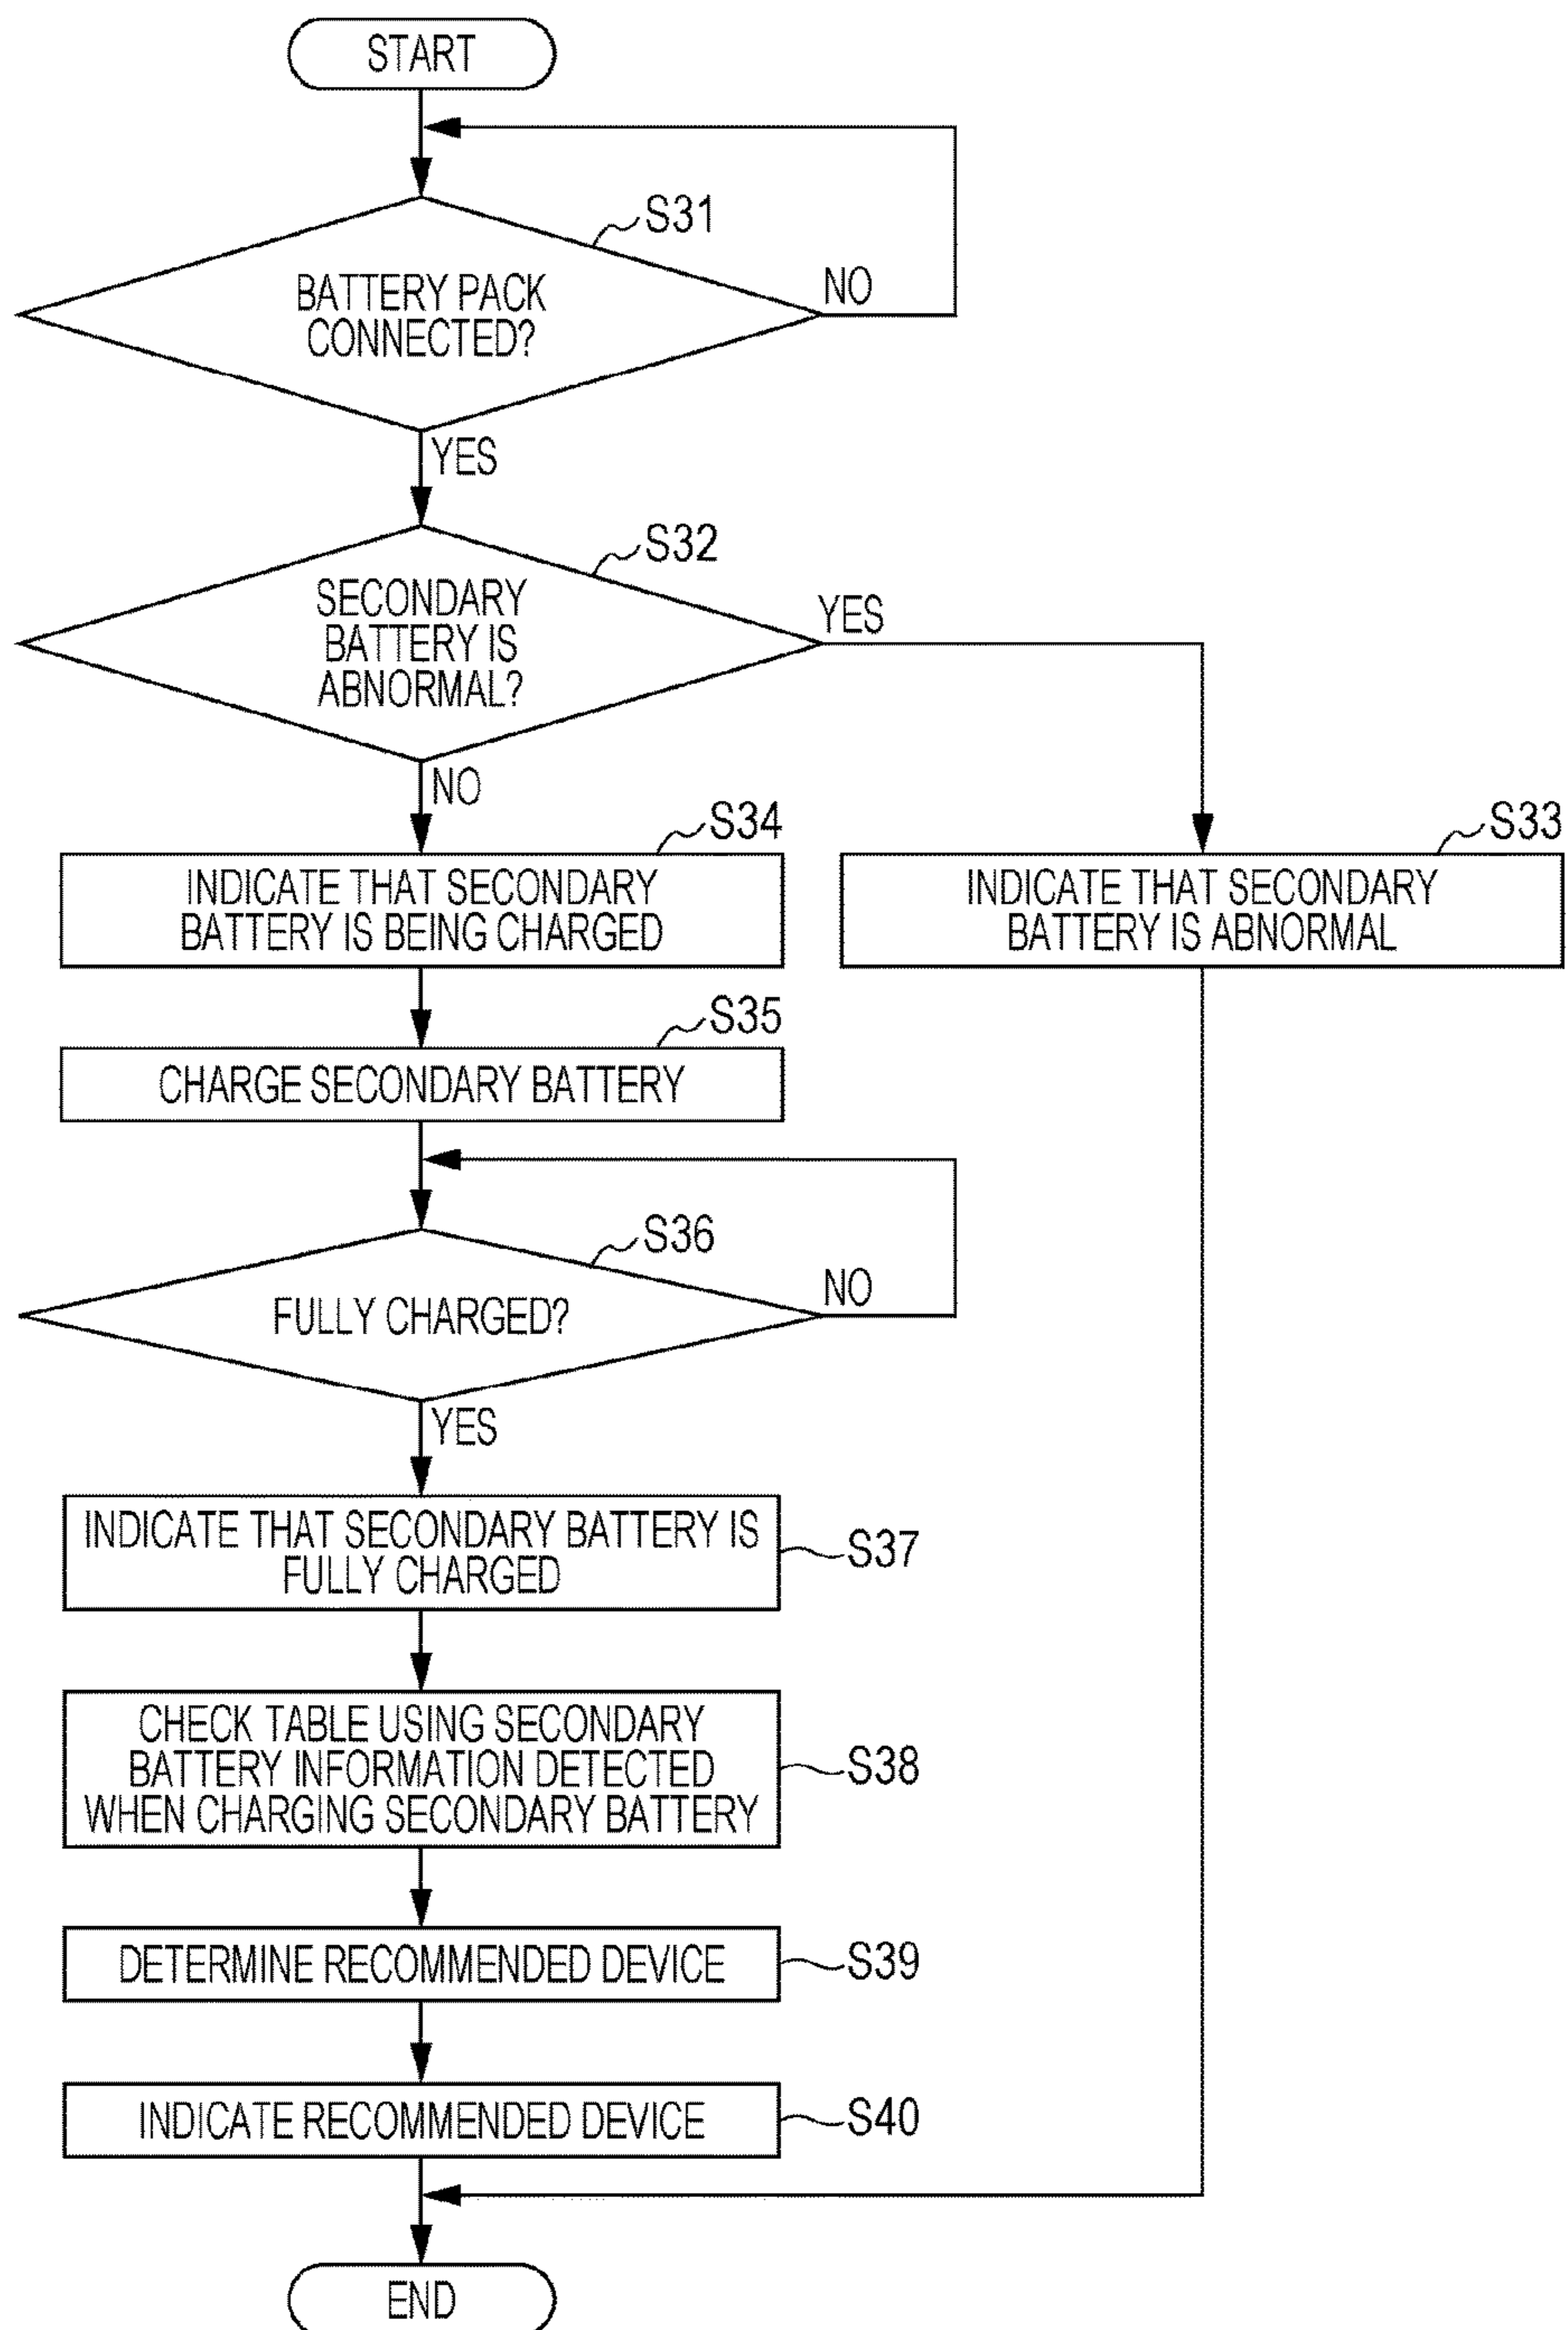 START
S31
BATTERY PACK
CONNECTED?
NO
YES
S32
SECONDARY
BATTERY IS
ABNORMAL?
YES
NO
S34
INDICATE THAT SECONDARY
BATTERY IS BEING CHARGED
S33
INDICATE THAT SECONDARY
BATTERY IS ABNORMAL
S35
CHARGE SECONDARY BATTERY
S36
FULLY CHARGED?
NO
YES
INDICATE THAT SECONDARY BATTERY IS
FULLY CHARGED
S37
CHECK TABLE USING SECONDARY
BATTERY INFORMATION DETECTED
WHEN CHARGING SECONDARY BATTERY
S38
DETERMINE RECOMMENDED DEVICE
S39
INDICATE RECOMMENDED DEVICE
S40
END